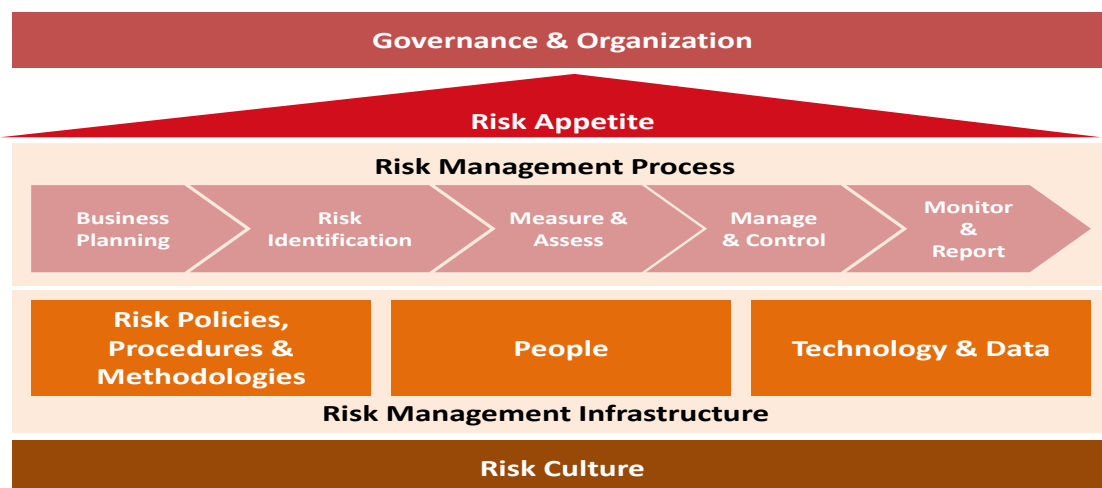 Governance & Organization
Risk Appetite
Risk Management Process
Business
Planning
Risk
Identification
Measure &
Assess
Manage
& Control
Monitor
&
Report
Risk Policies,
Procedures &
Methodologies
People
Technology & Data
Risk Management Infrastructure
Risk Culture